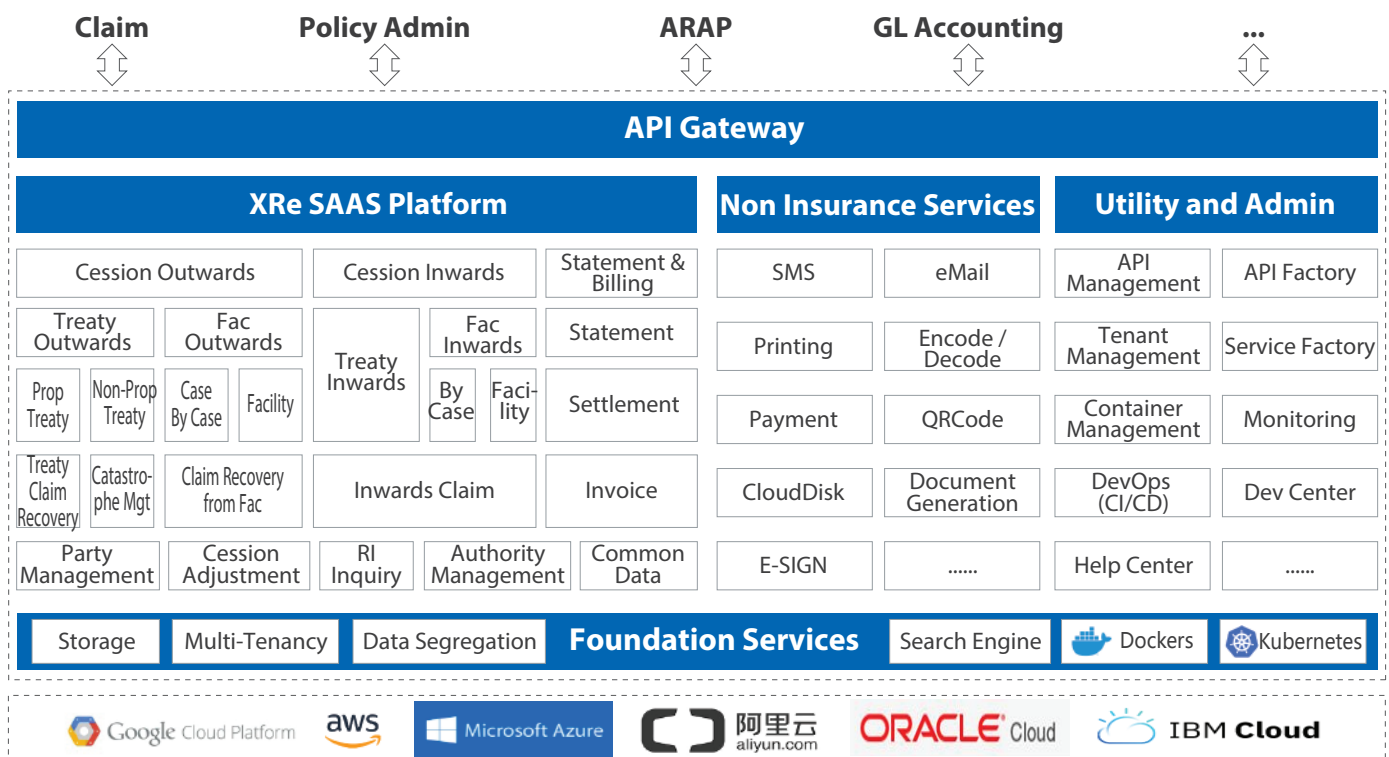 Claim
Policy Admin
ARAP
GL Accounting
...
API Gateway
XRe SAAS Platform
Non Insurance Services
Utility and Admin
Cession Outwards
Cession Inwards
Statement &
Billing
SMS
eMail
API
Management
API Factory
Treaty
Outwards
Fac
Outwards
Treaty
Inwards
Fac
Inwards
Statement
Printing
Encode /
Decode
Tenant
Management
Service Factory
Prop
Treaty
Non-Prop
Treaty
Case
By Case
Facility
By
Case
Faci-
lity
Settlement
Payment
QRCode
Container
Management
Monitoring
Treaty
Claim
Recovery
Catastro-
phe Mgt
Claim Recovery
from Fac
Inwards Claim
Invoice
CloudDisk
Document
Generation
DevOps
(CI/CD)
Dev Center
Party
Management
Cession
Adjustment
RI
Inquiry
Authority
Management
Common
Data
E-SIGN
......
Help Center
......
Storage
Multi-Tenancy
Data Segregation
Foundation Services
Search Engine
Dockers
Kubernetes
Google Cloud Platform
aws
Microsoft Azure
阿里云
aliyun.com
ORACLE Cloud
IBM Cloud